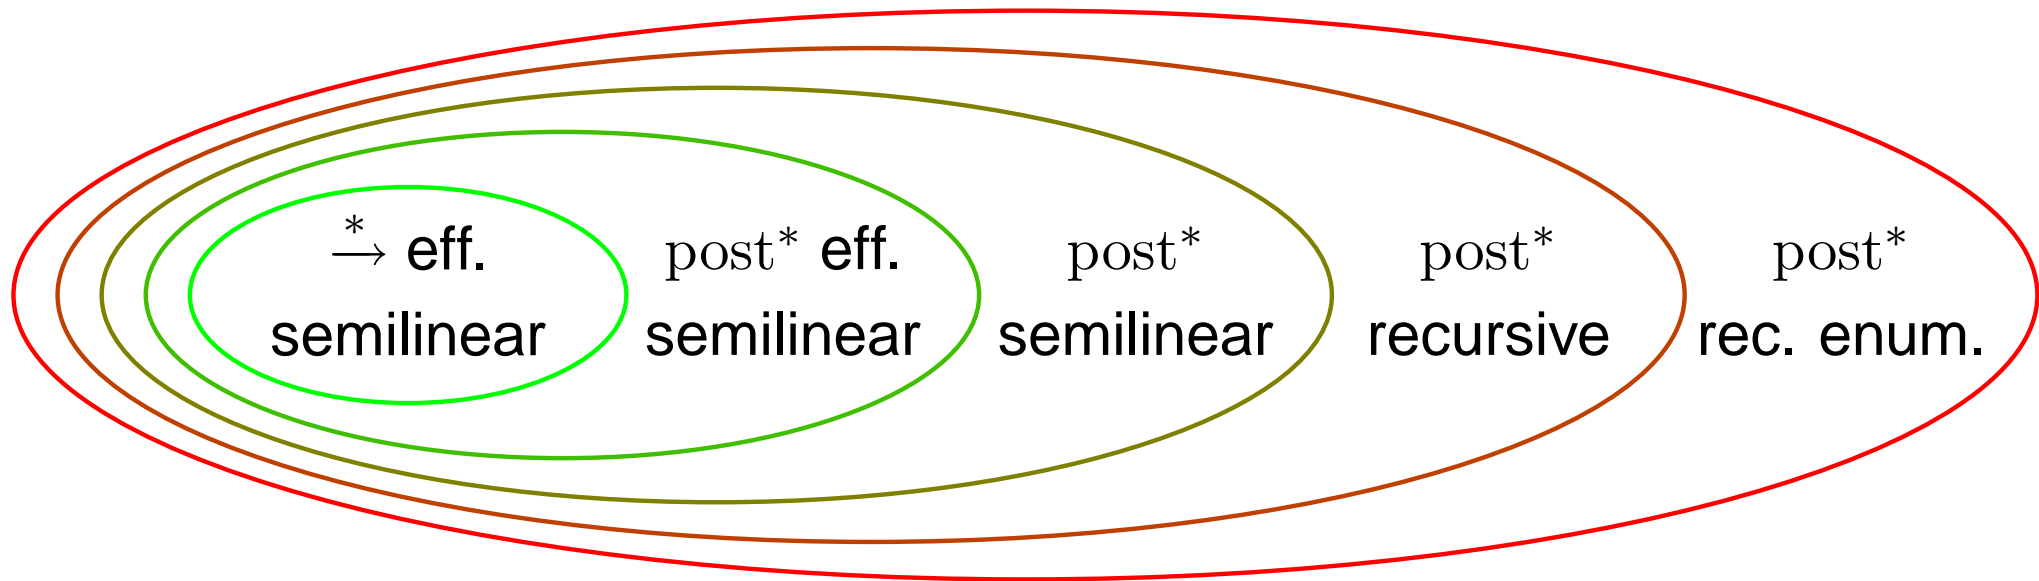 →* eff.
semilinear
post* eff.
semilinear
post*
semilinear
post*
recursive
post*
rec. enum.